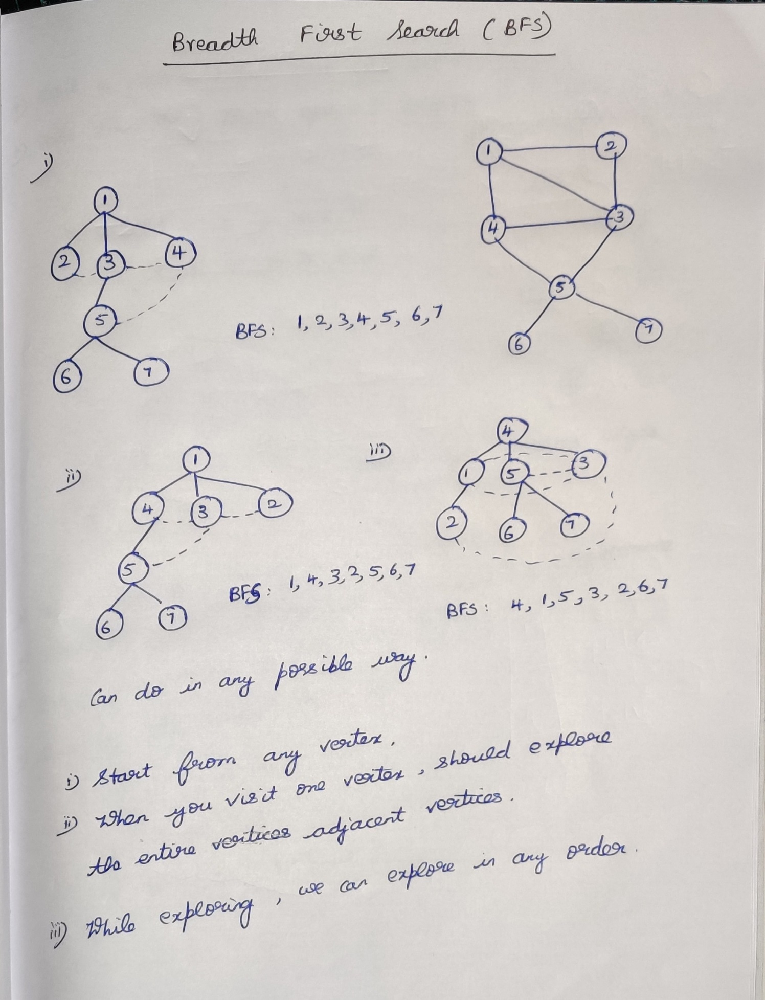 Breadth First Search (BFS)
i)
1 2
1
4 3
2 3 4
5
5
BFS: 1, 2, 3, 4, 5, 6, 7
6 7
6 7
ii)
1
4 3 2
5
6 7
BFS: 1, 4, 3, 2, 5, 6, 7
iii)
4
1 5 3
2 6 7
BFS: 4, 1, 5, 3, 2, 6, 7
Can do in any possible way.
i) Start from any vertex.
ii) When you visit one vertex, should explore
the entire vertices adjacent vertices.
iii) While exploring, we can explore in any order.